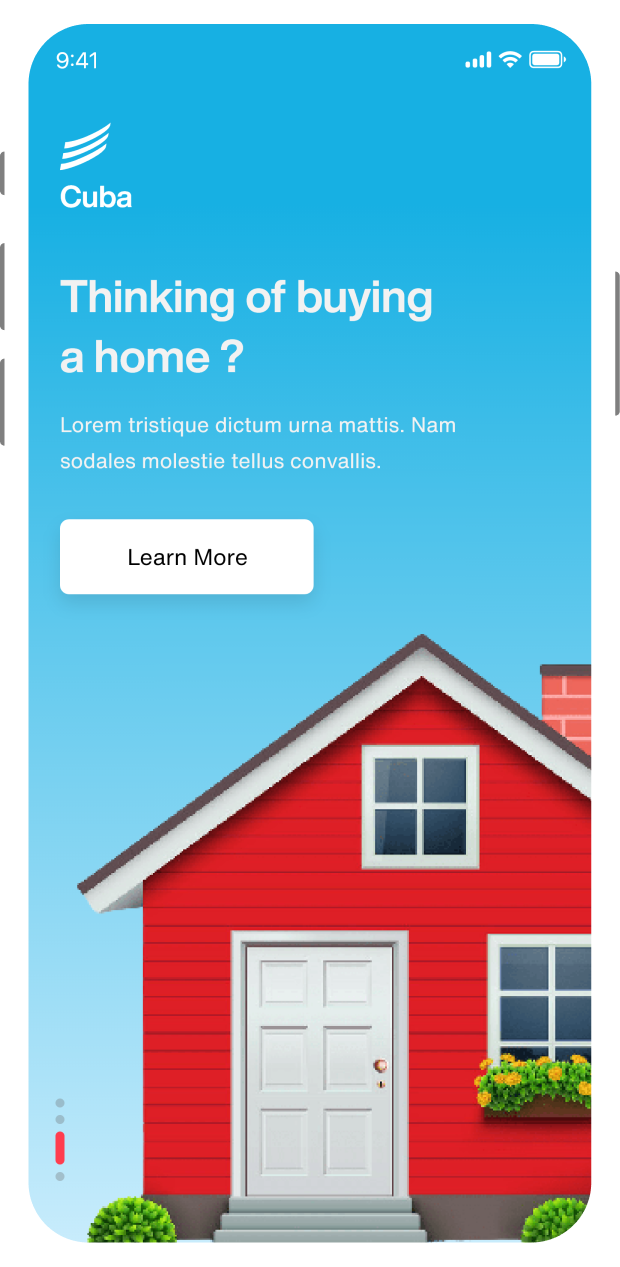 9:41
Cuba
Thinking of buying
a home ?
Lorem tristique dictum urna mattis. Nam
sodales molestie tellus convallis.
Learn More